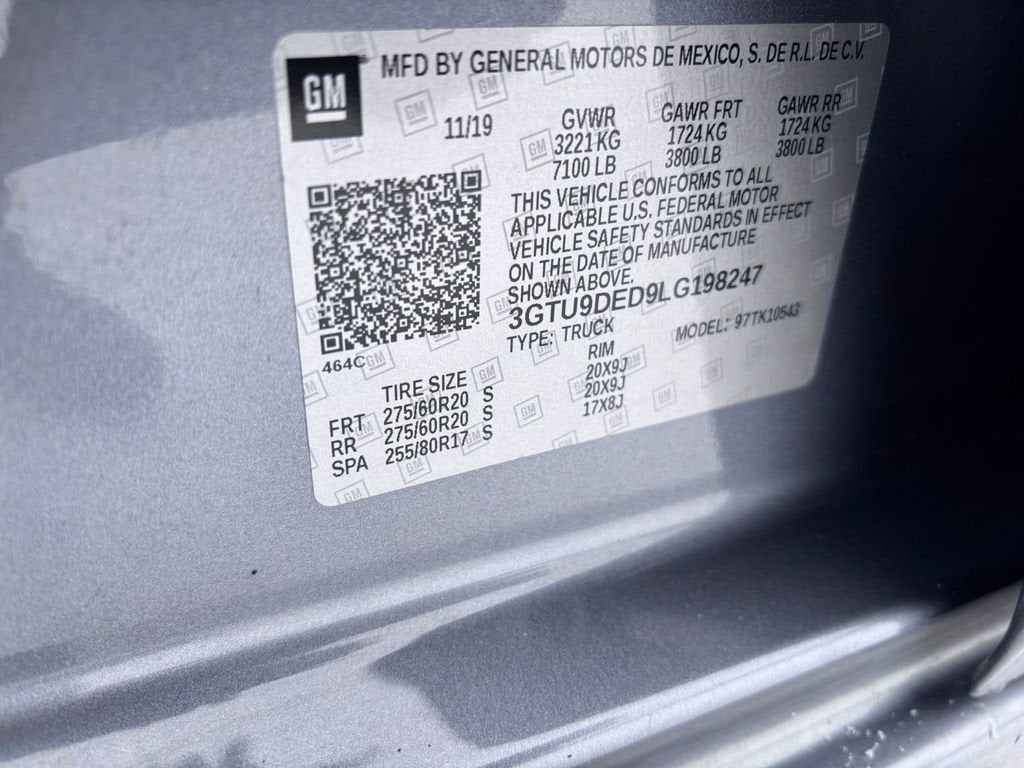 GM
MFD BY GENERAL MOTORS DE MEXICO, S. DE R.L. DE C.V.
11/19
GVWR
3221 KG
7100 LB
GAWR FRT
1724 KG
3800 LB
GAWR RR
1724 KG
3800 LB
THIS VEHICLE CONFORMS TO ALL
APPLICABLE U.S. FEDERAL MOTOR
VEHICLE SAFETY STANDARDS IN EFFECT
ON THE DATE OF MANUFACTURE
SHOWN ABOVE.
3GTU9DED9LG198247
TYPE: TRUCK
MODEL: 97TK10543
464C
TIRE SIZE RIM
FRT 275/60R20 S 20X9J
RR 275/60R20 S 20X9J
SPA 255/80R17 S 17X8J